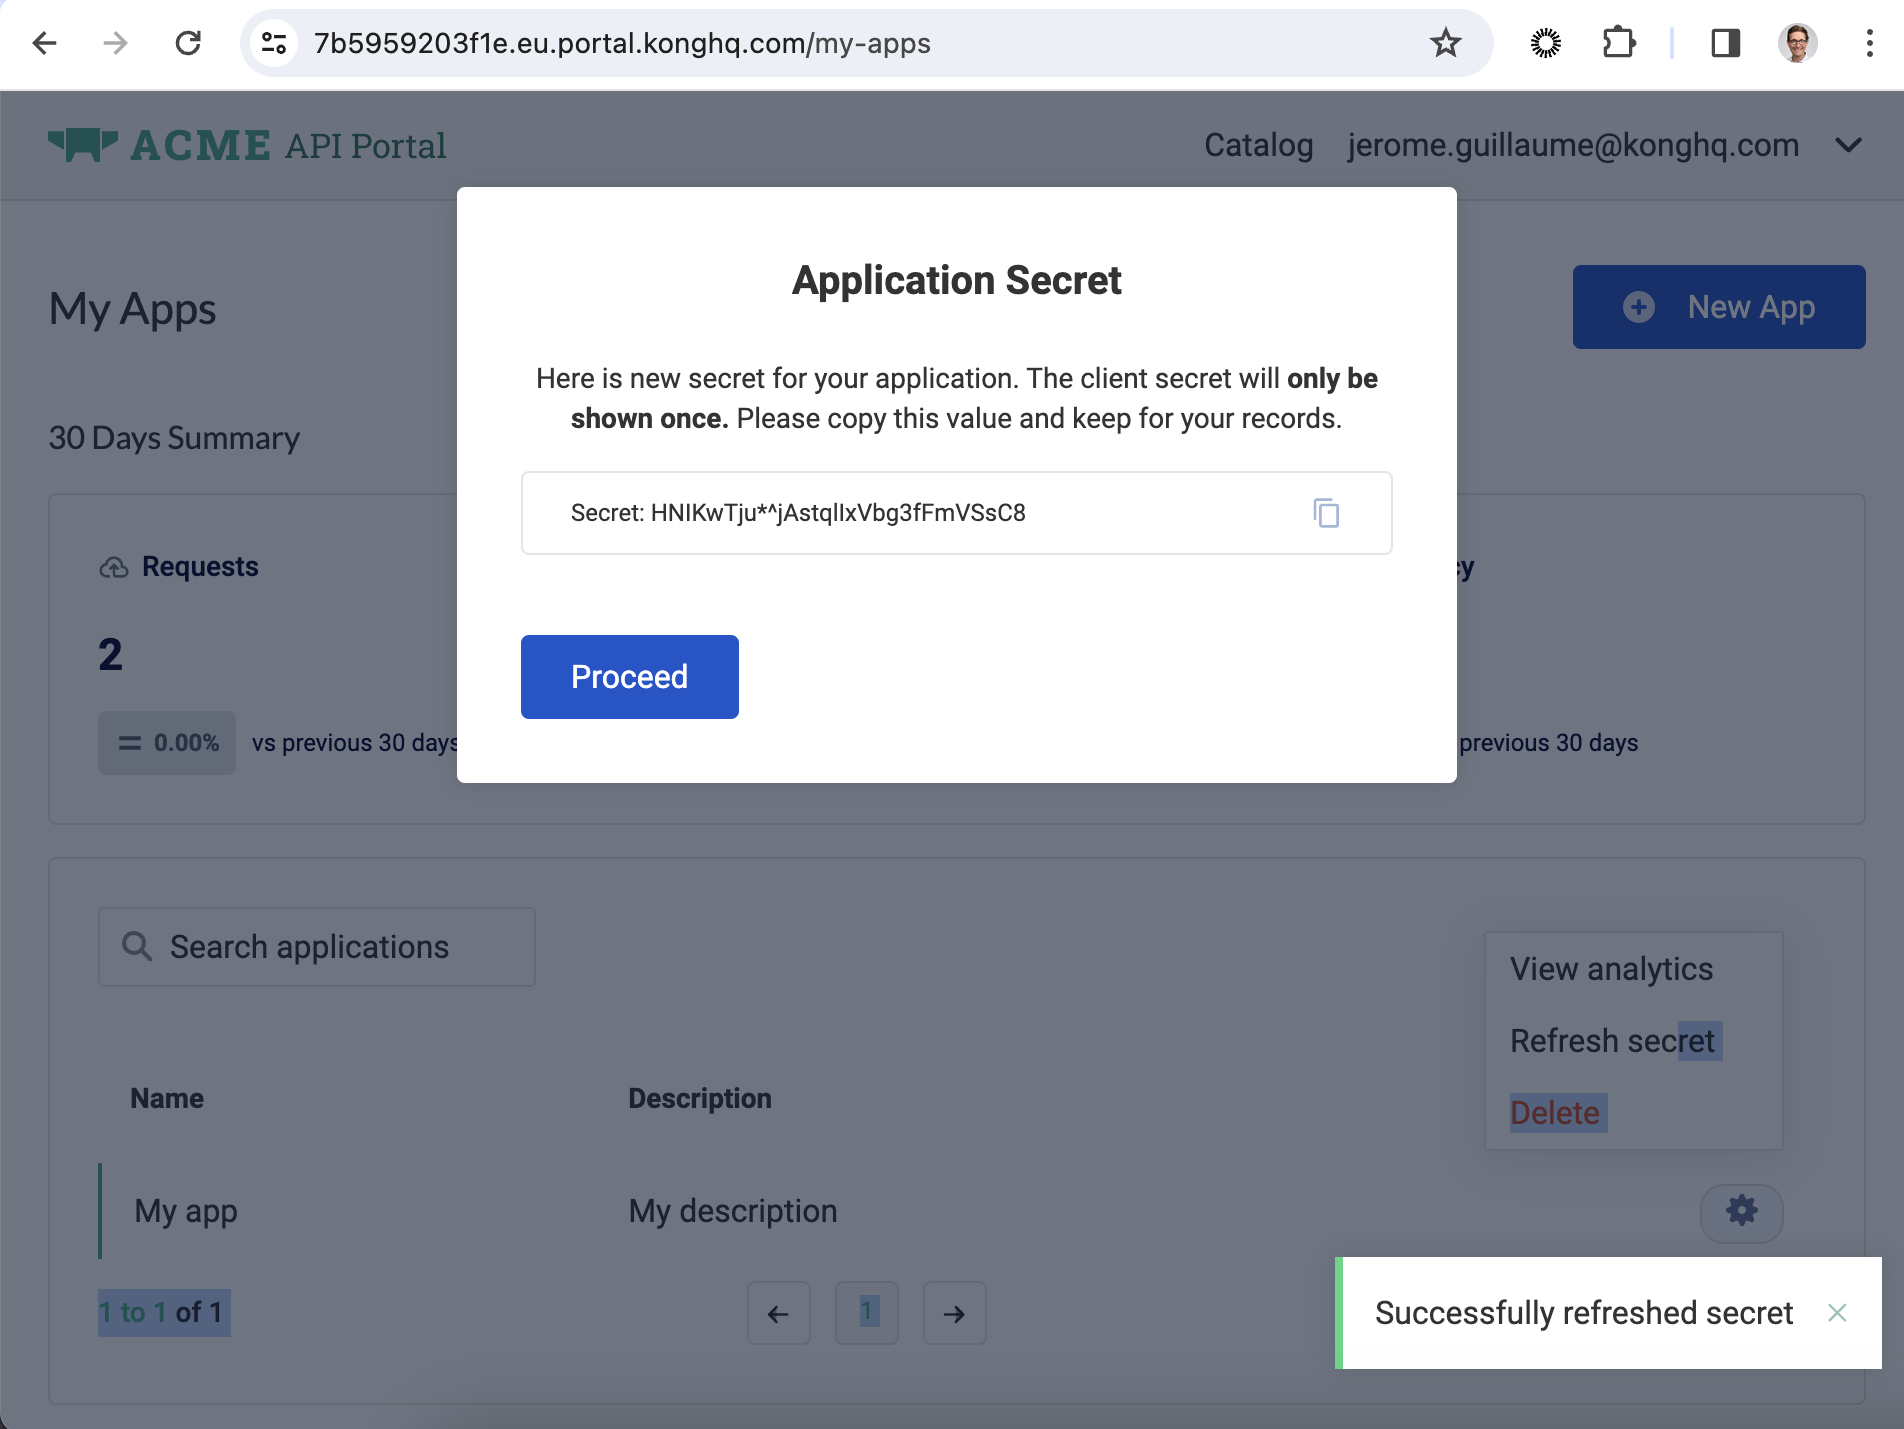 7b5959203f1e.eu.portal.konghq.com/my-apps
ACME API Portal
Catalog jerome.guillaume@konghq.com
My Apps
New App
30 Days Summary
Application Secret
Here is new secret for your application. The client secret will only be
shown once. Please copy this value and keep for your records.
Secret: HNIKwTju*^jAstqlIxVbg3fFmVSsC8
Proceed
Requests
cy
2
= 0.00% vs previous 30 days
previous 30 days
Search applications
View analytics
Refresh secret
Delete
Name Description
My app My description
1 to 1 of 1
1
Successfully refreshed secret